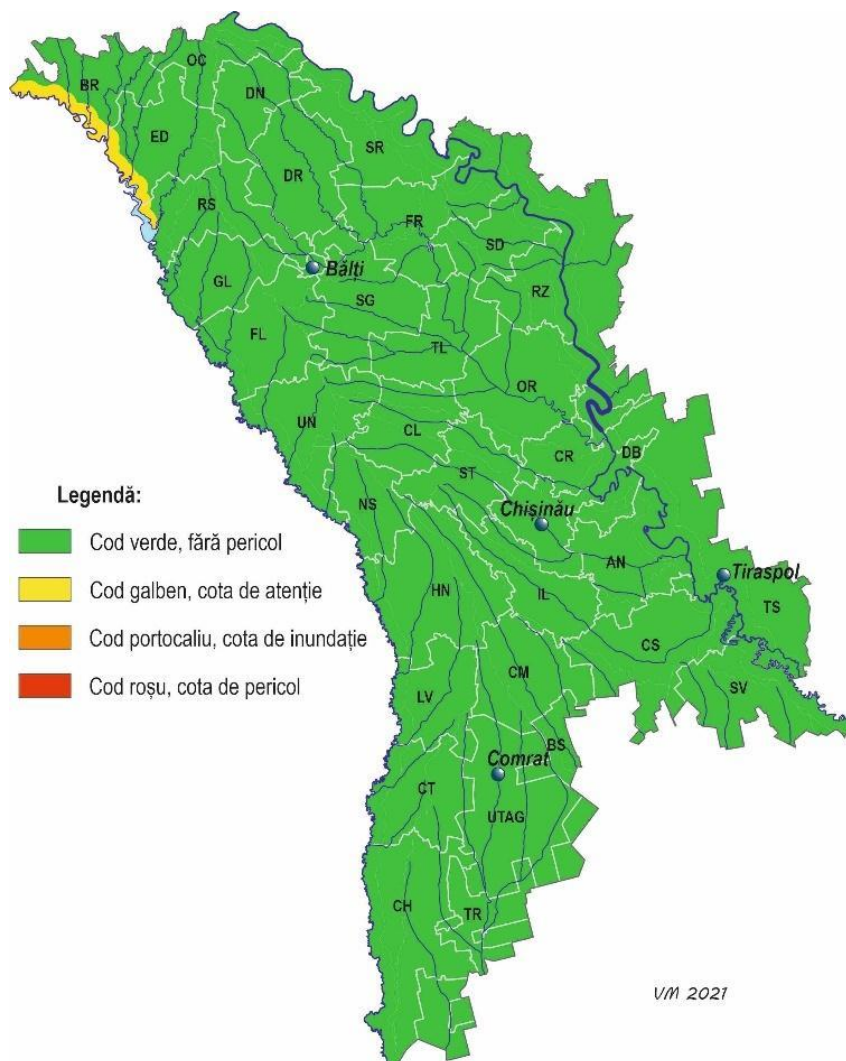 OC
BR
DN
ED
SR
DR
RS
FR
SD
Bălți
GL
RZ
SG
FL
TL
OR
UN
CL
CR
DB
ST
Legendă:
NS
Chișinău
Cod verde, fără pericol
AN
Tiraspol
Cod galben, cota de atenție
HN
IL
TS
Cod portocaliu, cota de inundație
CS
CM
SV
Cod roșu, cota de pericol
LV
BS
Comrat
CT
UTAG
CH
TR
VM 2021